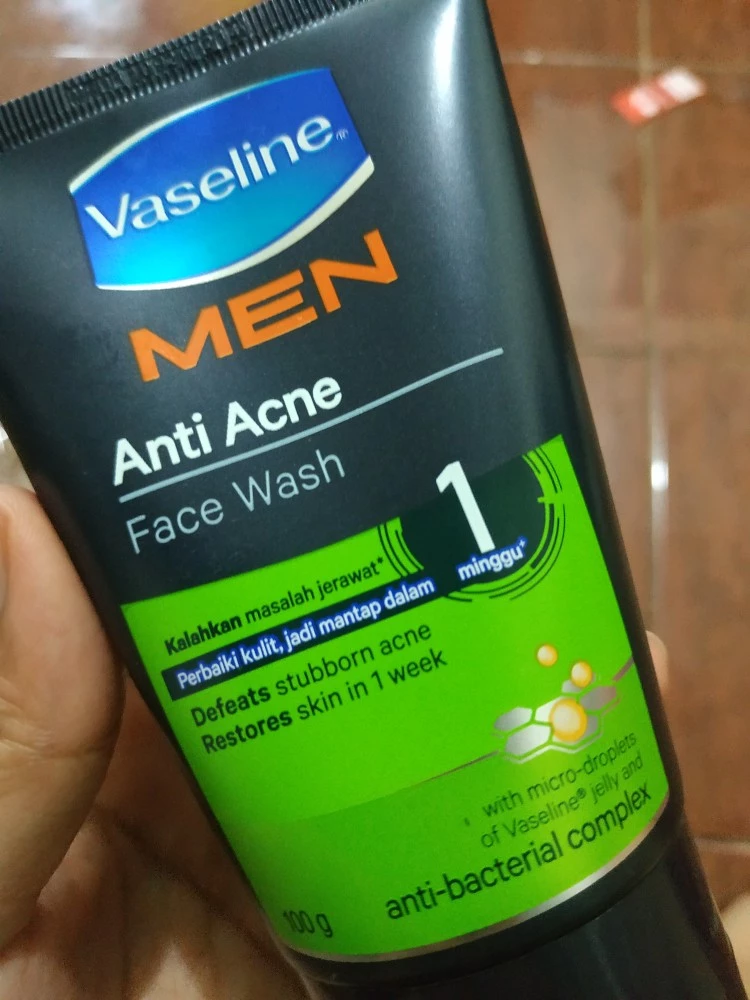 Vaseline
MEN
Anti Acne
Face Wash
1
minggu⁺
Kalahkan masalah jerawat*
Perbaiki kulit, jadi mantap dalam
Defeats stubborn acne
Restores skin in 1 week
with micro-droplets
of Vaseline® jelly and
anti-bacterial complex
100 g